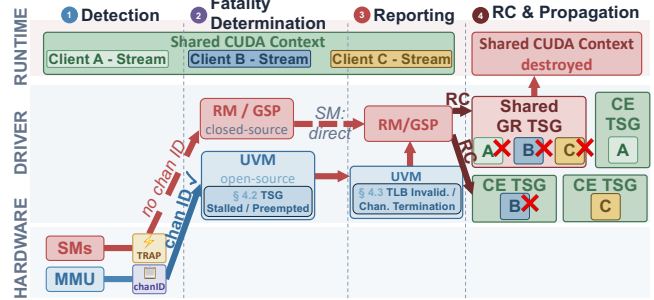 1 Detection
2 Fatality Determination
3 Reporting
4 RC & Propagation
RUNTIME
Shared CUDA Context
Client A - Stream
Client B - Stream
Client C - Stream
Shared CUDA Context
destroyed
DRIVER
RM / GSP
closed-source
SM:
direct
RM/GSP
RC
RC
Shared
GR TSG
A
B
C
CE
TSG
A
no chan ID
chan ID ✓
UVM
open-source
§ 4.2 TSG
Stalled / Preempted
UVM
§ 4.3 TLB Invalid. /
Chan. Termination
CE TSG
B
CE TSG
C
HARDWARE
SMs
TRAP
MMU
chanID